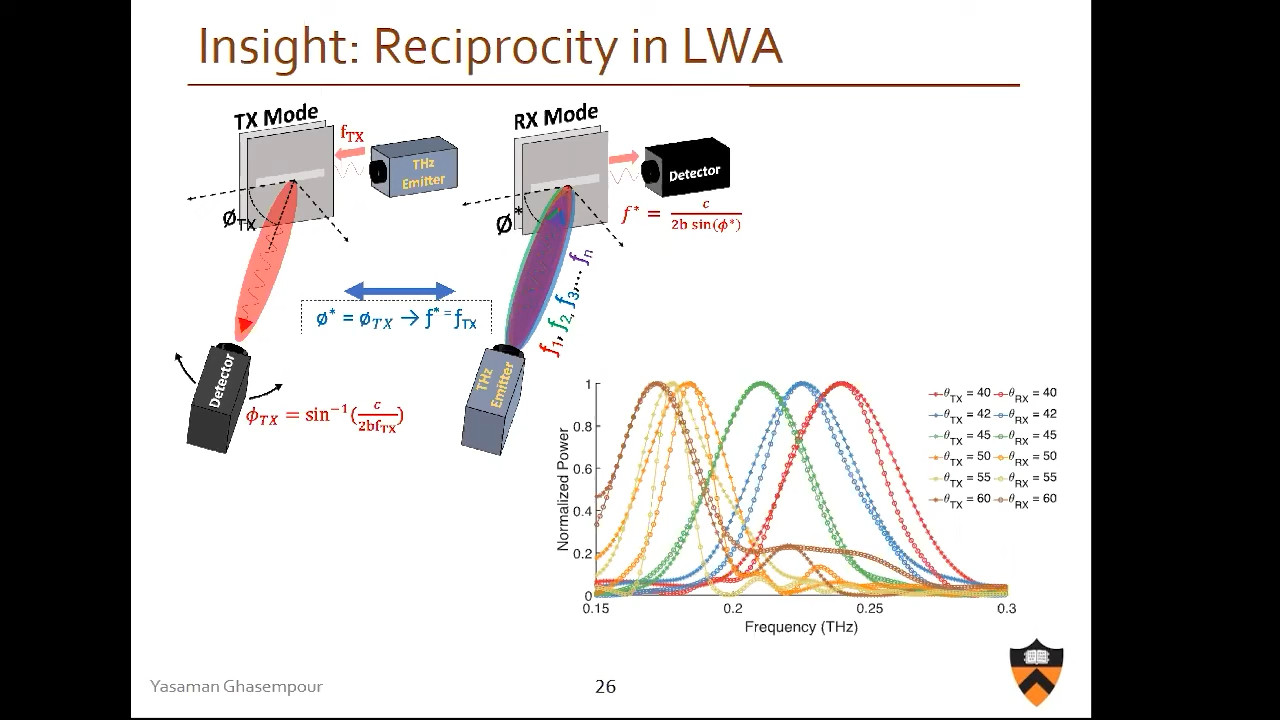 Insight: Reciprocity in LWA
TX Mode
f_TX
THz
Emitter
Ø_TX
Detector
ϕ_TX = sin⁻¹(c/2bf_TX)
Ø* = Ø_TX → f* = f_TX
RX Mode
Detector
Ø*
f* = c/2b sin(ϕ*)
f₁, f₂, f₃,... fₙ
THz
Emitter
Normalized Power
1
0.8
0.6
0.4
0.2
0
0.15 0.2 0.25 0.3
Frequency (THz)
θ_TX = 40 θ_RX = 40
θ_TX = 42 θ_RX = 42
θ_TX = 45 θ_RX = 45
θ_TX = 50 θ_RX = 50
θ_TX = 55 θ_RX = 55
θ_TX = 60 θ_RX = 60
Yasaman Ghasempour
26